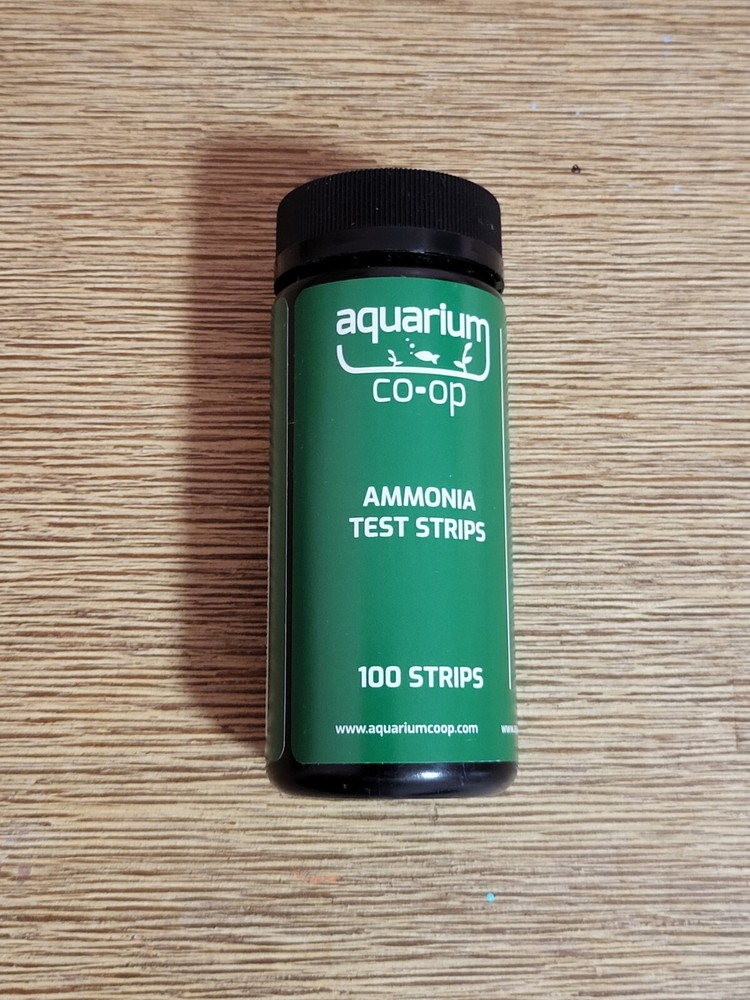 aquarium
co-op
AMMONIA
TEST STRIPS
100 STRIPS
www.aquariumcoop.com